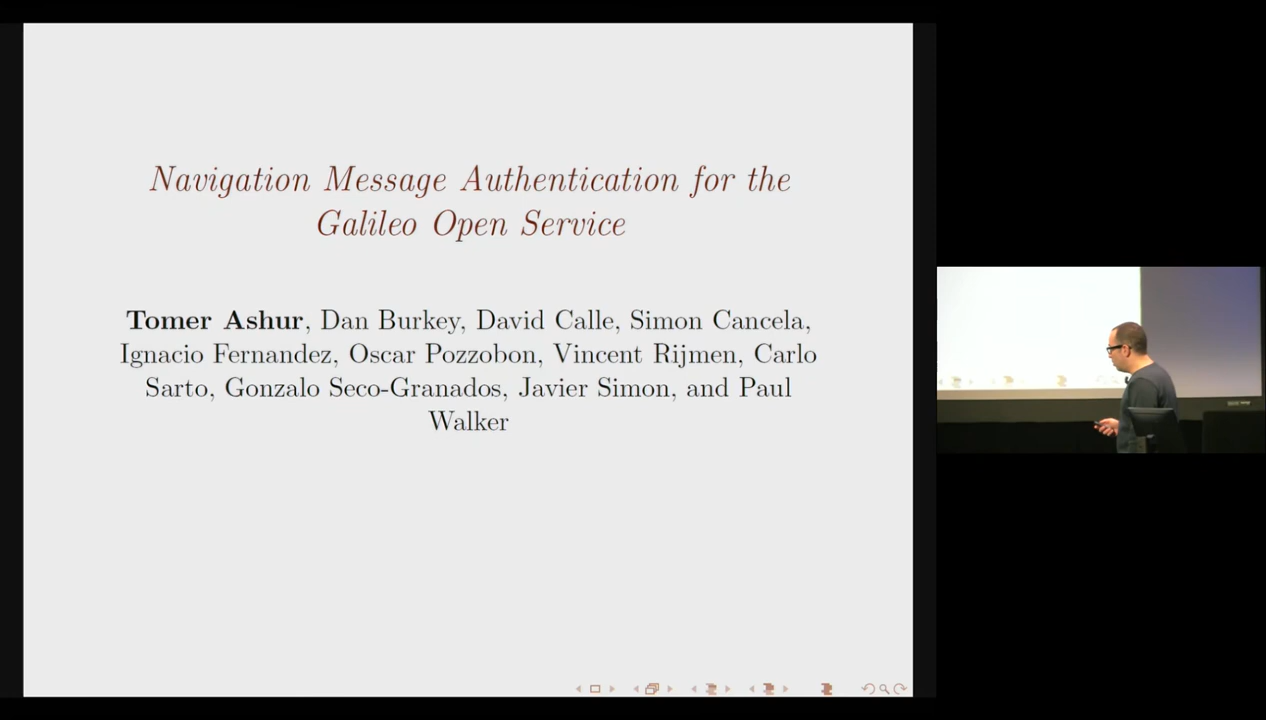 Navigation Message Authentication for the
Galileo Open Service
Tomer Ashur, Dan Burkey, David Calle, Simon Cancela,
Ignacio Fernandez, Oscar Pozzobon, Vincent Rijmen, Carlo
Sarto, Gonzalo Seco-Granados, Javier Simon, and Paul
Walker